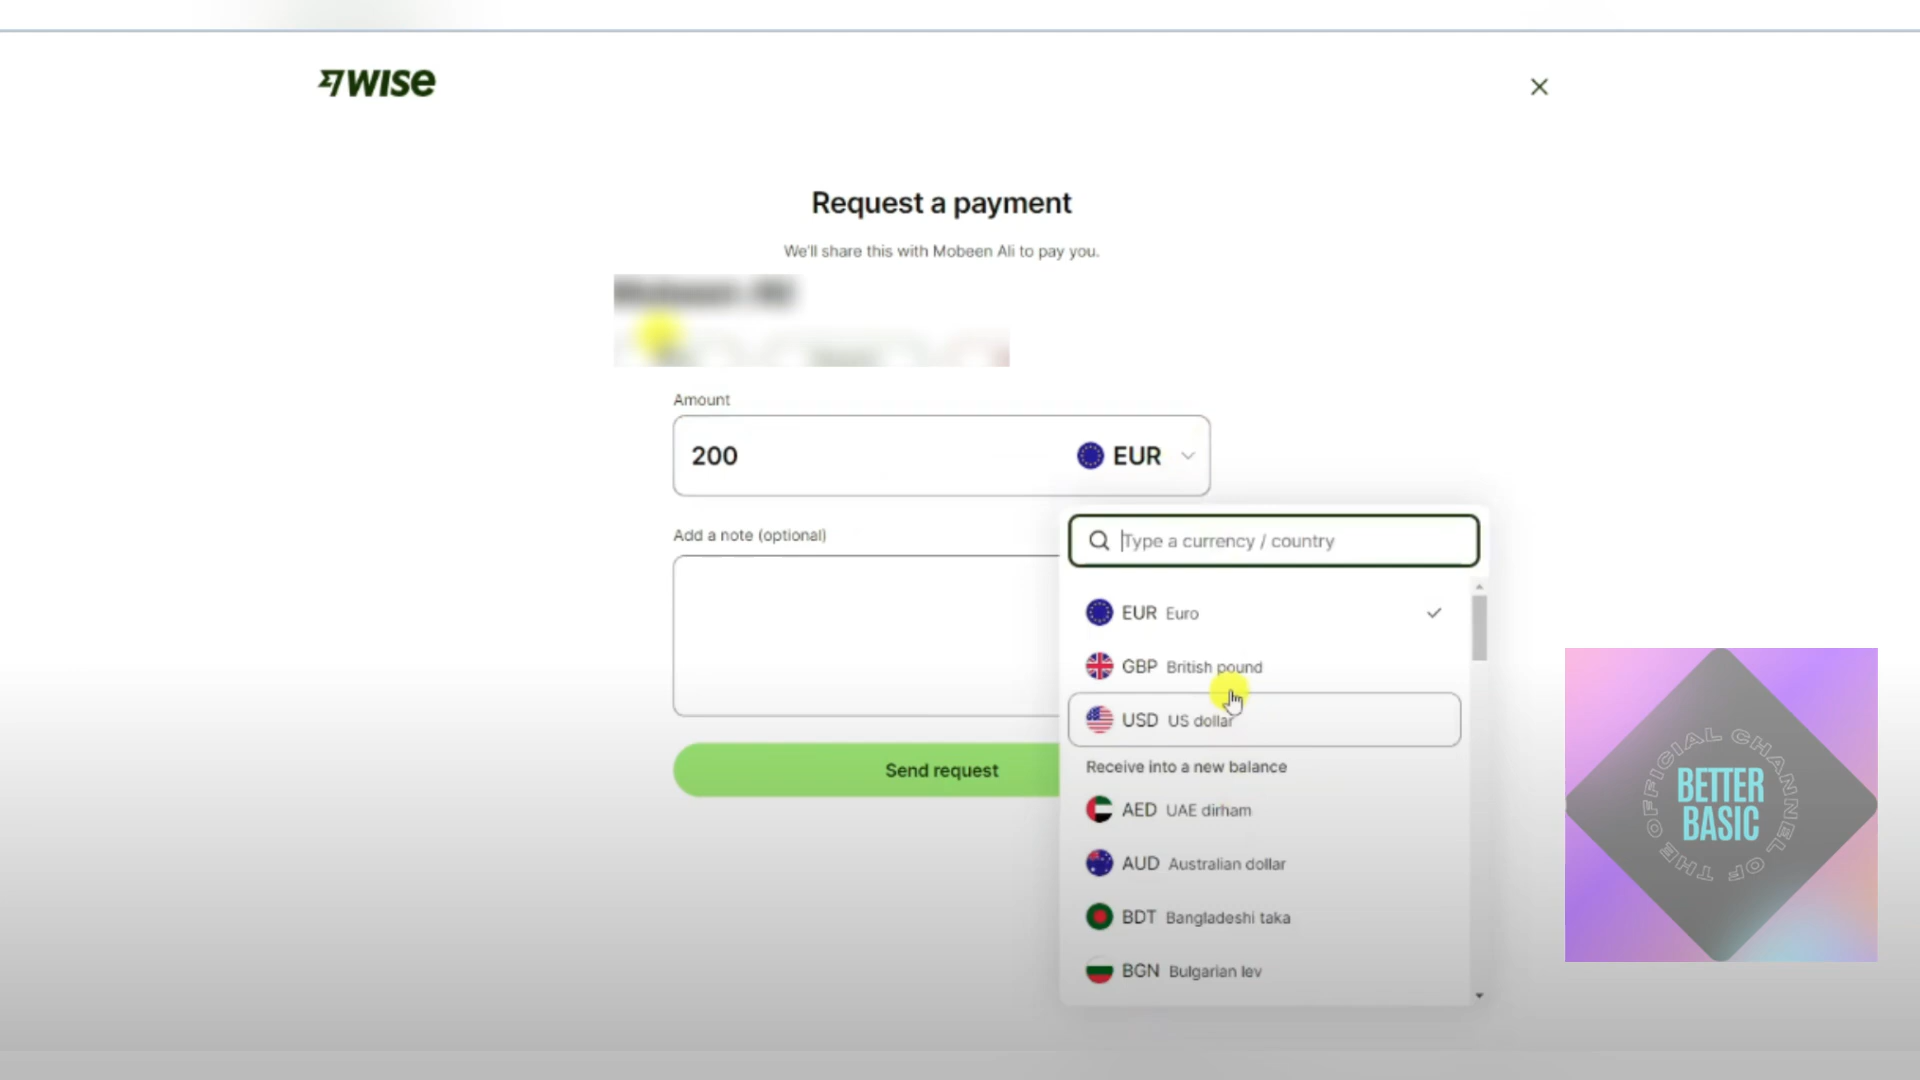 wise
Request a payment
We'll share this with Mobeen Ali to pay you.
Amount
200
EUR
Add a note (optional)
Type a currency / country
EUR Euro
GBP British pound
USD US dollar
Receive into a new balance
AED UAE dirham
AUD Australian dollar
BDT Bangladeshi taka
BGN Bulgarian lev
Send request
OFFICIAL CHANNEL OF THE
BETTER
BASIC